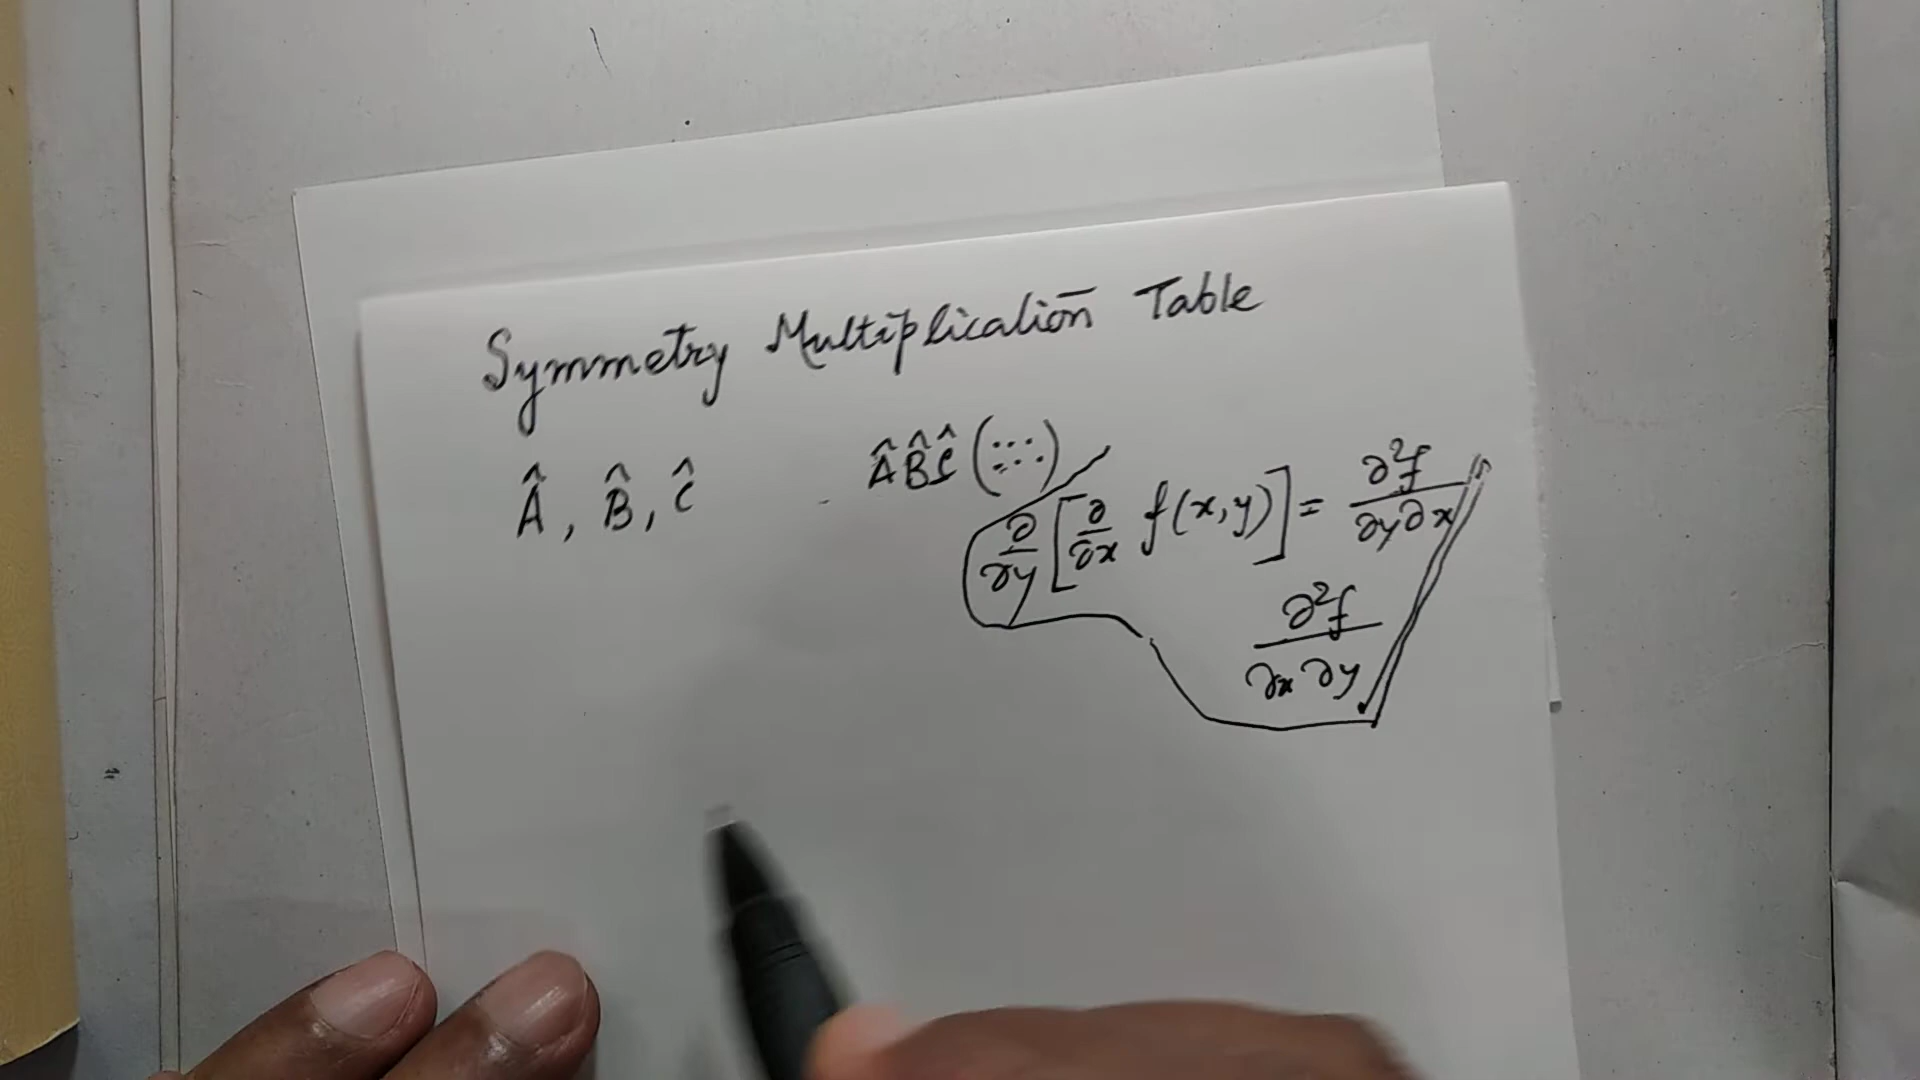 Symmetry Multiplication Table
Â, B̂, Ĉ
ÂB̂Ĉ (:::)
∂/∂y [∂/∂x f(x,y)] = ∂²f/∂y∂x
∂²f/∂x ∂y